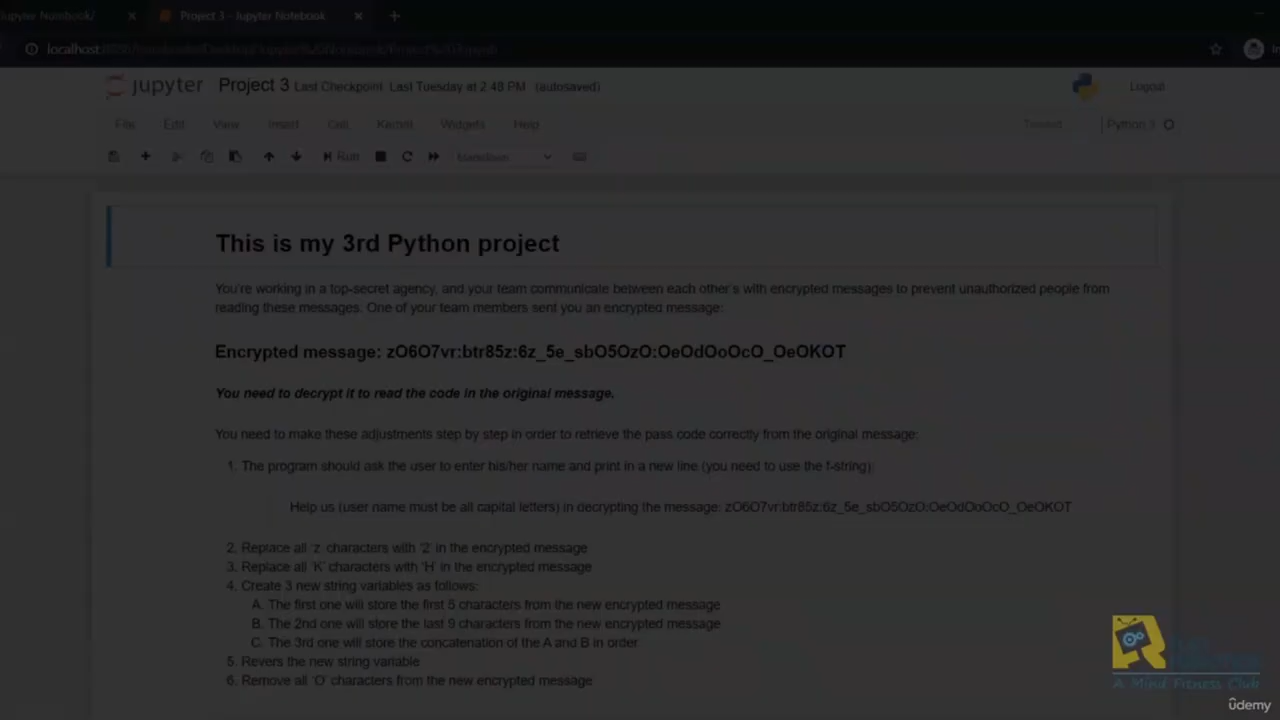 Project 3 - Jupyter Notebook
localhost
jupyter Project 3 Last Checkpoint Last Tuesday at 2:48 PM (autosaved)
Logout
File Edit View Insert Cell Kernel Widgets Help
Trusted Python 3
Run Markdown
This is my 3rd Python project
You're working in a top-secret agency, and your team communicate between each other's with encrypted messages to prevent unauthorized people from
reading these messages. One of your team members sent you an encrypted message:
Encrypted message: zO6O7vr:btr85z:6z_5e_sbO5OzO:OeOdOoOcO_OeOKOT
You need to decrypt it to read the code in the original message.
You need to make these adjustments step by step in order to retrieve the pass code correctly from the original message:
1. The program should ask the user to enter his/her name and print in a new line (you need to use the f-string):
Help us (user name must be all capital letters) in decrypting the message: zO6O7vr:btr85z:6z_5e_sbO5OzO:OeOdOoOcO_OeOKOT
2. Replace all 'z' characters with '2' in the encrypted message
3. Replace all 'K' characters with 'H' in the encrypted message
4. Create 3 new string variables as follows:
A. The first one will store the first 5 characters from the new encrypted message
B. The 2nd one will store the last 9 characters from the new encrypted message
C. The 3rd one will store the concatenation of the A and B in order
5. Revers the new string variable
6. Remove all 'O' characters from the new encrypted message
A Mind Fitness Club
ûdemy